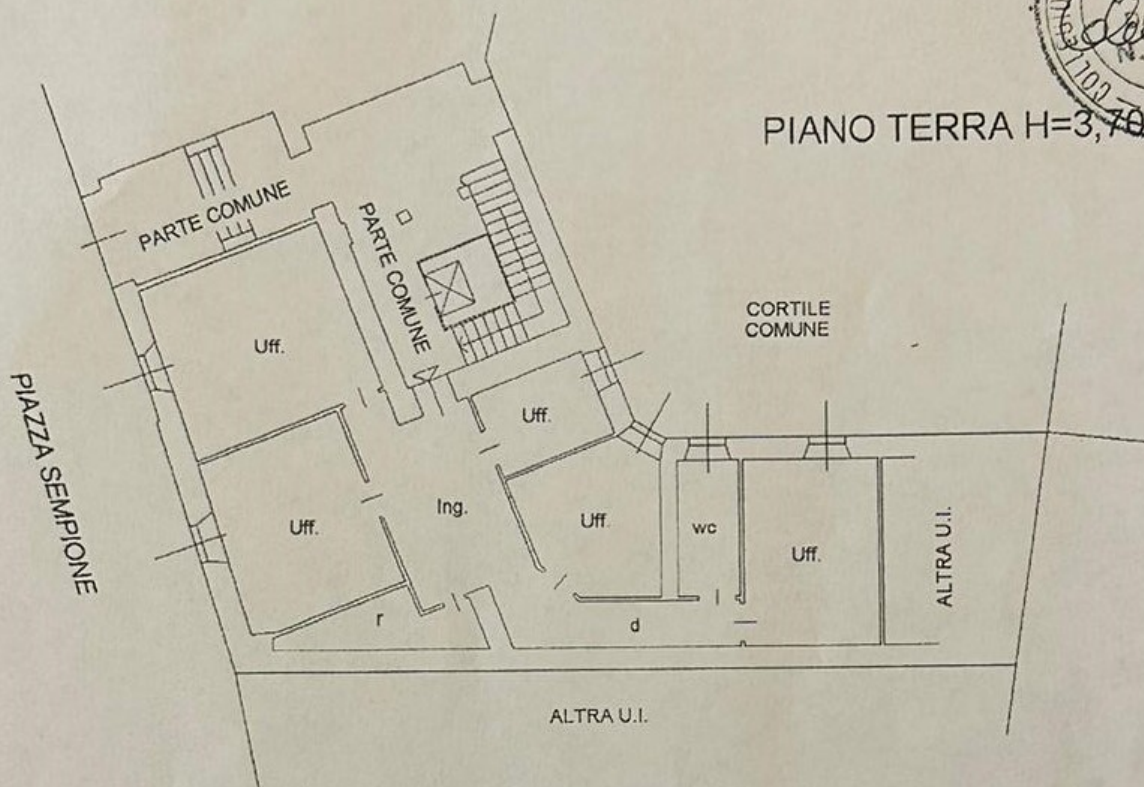 PIANO TERRA H=3,70
PARTE COMUNE
PARTE COMUNE
CORTILE
COMUNE
Uff.
PIAZZA SEMPIONE
Uff.
Ing.
Uff.
Uff.
wc
Uff.
ALTRA U.I.
r
d
ALTRA U.I.